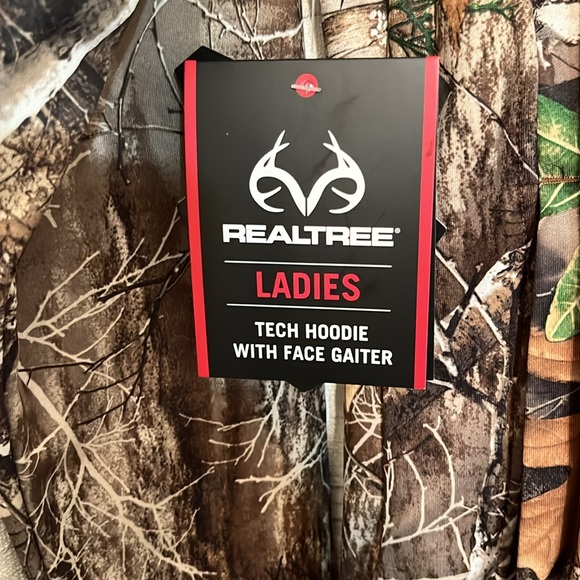 REALTREE®
LADIES
TECH HOODIE
WITH FACE GAITER